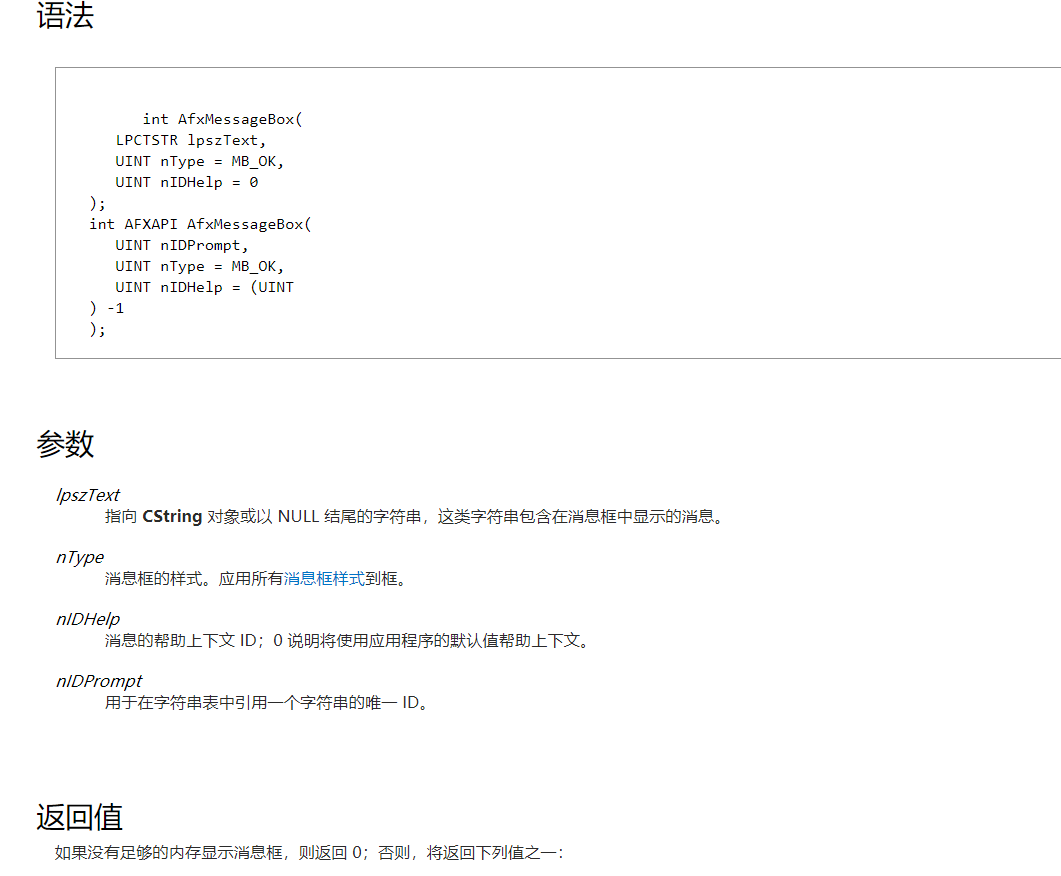 语法
int AfxMessageBox(
LPCTSTR lpszText,
UINT nType = MB_OK,
UINT nIDHelp = 0
);
int AFXAPI AfxMessageBox(
UINT nIDPrompt,
UINT nType = MB_OK,
UINT nIDHelp = (UINT
) -1
);
参数
lpszText
指向 CString 对象或以 NULL 结尾的字符串，这类字符串包含在消息框中显示的消息。
nType
消息框的样式。应用所有消息框样式到框。
nIDHelp
消息的帮助上下文 ID；0 说明将使用应用程序的默认值帮助上下文。
nIDPrompt
用于在字符串表中引用一个字符串的唯一 ID。
返回值
如果没有足够的内存显示消息框，则返回 0；否则，将返回下列值之一：